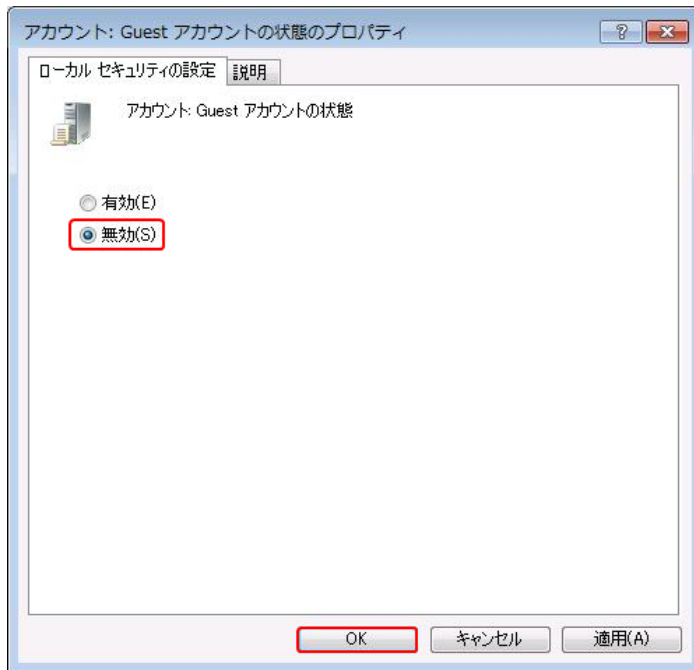 アカウント: Guest アカウントの状態のプロパティ
ローカル セキュリティの設定 説明
アカウント: Guest アカウントの状態
有効(E)
無効(S)
OK キャンセル 適用(A)